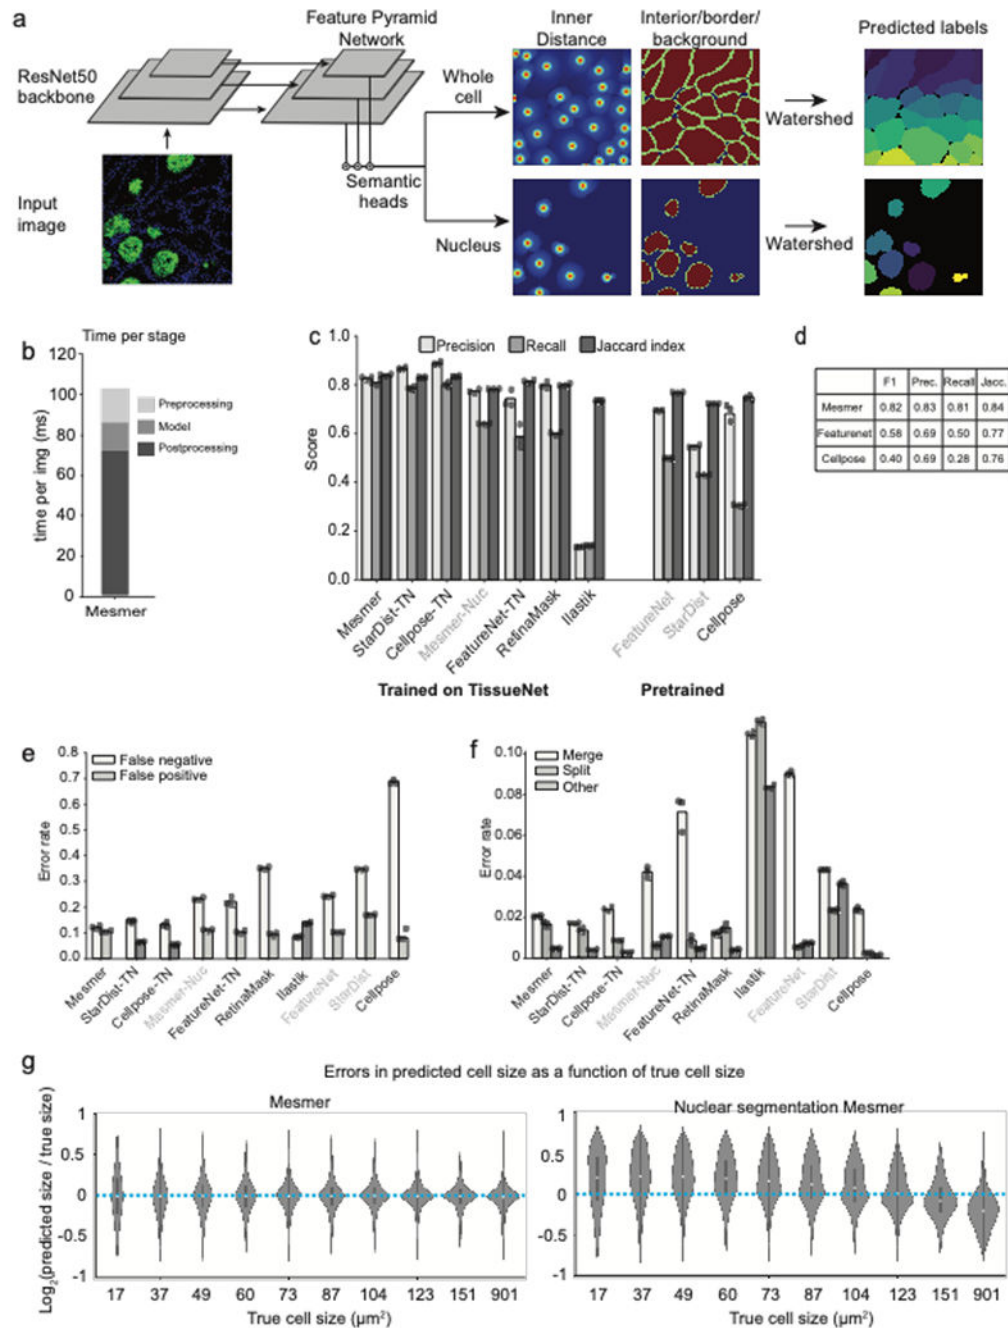 a
Feature Pyramid
Network
Inner
Distance
Interior/border/
background
Predicted labels
ResNet50
backbone
Whole
cell
Watershed
Input
image
Semantic
heads
Nucleus
Watershed
b
Time per stage
120
100
80
60
40
20
0
time per img (ms)
Preprocessing
Model
Postprocessing
Mesmer
c
Precision
Recall
Jaccard index
1.0
0.8
0.6
0.4
0.2
0.0
Score
Mesmer
StarDist-TN
Cellpose-TN
Mesmer-Nuc
FeatureNet-TN
RetinaMask
Ilastik
FeatureNet
StarDist
Cellpose
Trained on TissueNet
Pretrained
d
F1 Prec. Recall Jacc.
Mesmer 0.82 0.83 0.81 0.84
Featurenet 0.58 0.69 0.50 0.77
Cellpose 0.40 0.69 0.28 0.76
e
False negative
False positive
0.8
0.7
0.6
0.5
0.4
0.3
0.2
0.1
0.0
Error rate
Mesmer
StarDist-TN
Cellpose-TN
Mesmer-Nuc
FeatureNet-TN
RetinaMask
Ilastik
FeatureNet
StarDist
Cellpose
f
Merge
Split
Other
0.10
0.08
0.06
0.04
0.02
0
Error rate
Mesmer
StarDist-TN
Cellpose-TN
Mesmer-Nuc
FeatureNet-TN
RetinaMask
Ilastik
FeatureNet
StarDist
Cellpose
g
Errors in predicted cell size as a function of true cell size
Mesmer
1
0.5
0
-0.5
-1
Log2(predicted size / true size)
17 37 49 60 73 87 104 123 151 901
True cell size (μm²)
Nuclear segmentation Mesmer
1
0.5
0
-0.5
-1
17 37 49 60 73 87 104 123 151 901
True cell size (μm²)